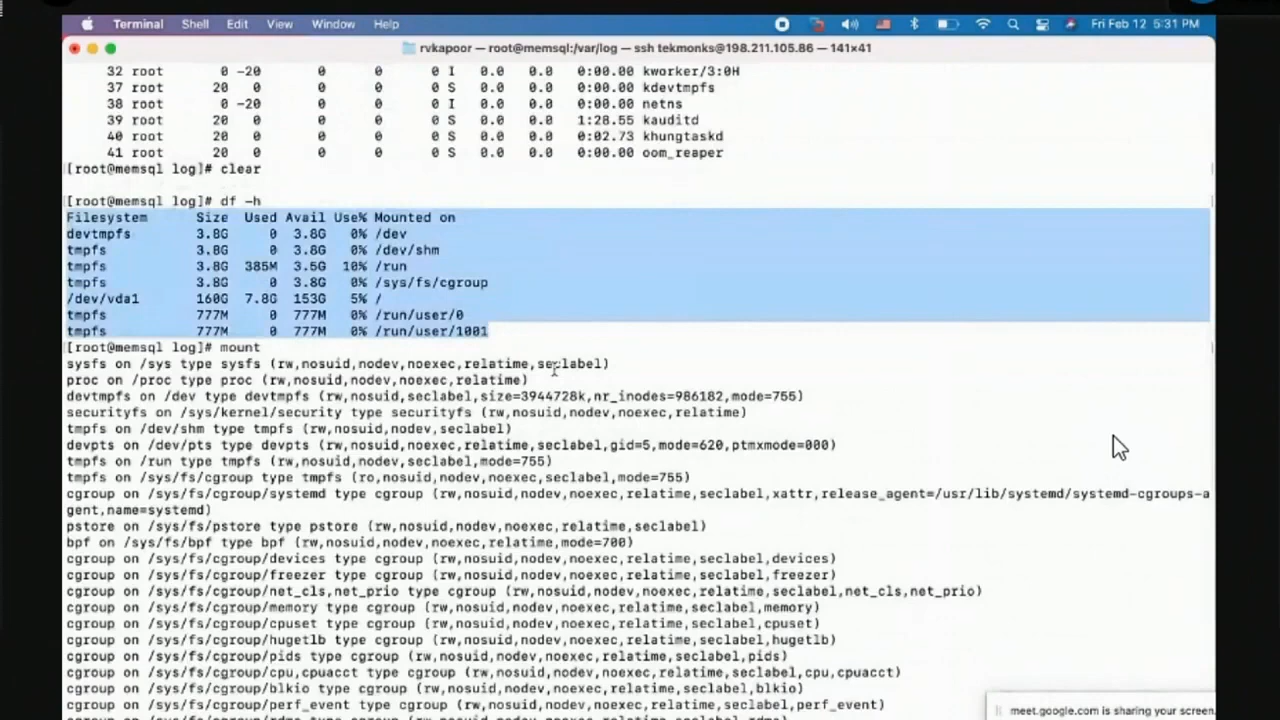 Terminal Shell Edit View Window Help Fri Feb 12 5:31 PM
rvkapoor — root@memsql:/var/log — ssh tekmonks@198.211.105.86 — 141×41
32 root 0 -20 0 0 0 I 0.0 0.0 0:00.00 kworker/3:0H
37 root 20 0 0 0 0 S 0.0 0.0 0:00.00 kdevtmpfs
38 root 0 -20 0 0 0 I 0.0 0.0 0:00.00 netns
39 root 20 0 0 0 0 S 0.0 0.0 1:28.55 kauditd
40 root 20 0 0 0 0 S 0.0 0.0 0:02.73 khungtaskd
41 root 20 0 0 0 0 S 0.0 0.0 0:00.00 oom_reaper
[root@memsql log]# clear
[root@memsql log]# df -h
Filesystem Size Used Avail Use% Mounted on
devtmpfs 3.8G 0 3.8G 0% /dev
tmpfs 3.8G 0 3.8G 0% /dev/shm
tmpfs 3.8G 385M 3.5G 10% /run
tmpfs 3.8G 0 3.8G 0% /sys/fs/cgroup
/dev/vda1 160G 7.8G 153G 5% /
tmpfs 777M 0 777M 0% /run/user/0
tmpfs 777M 0 777M 0% /run/user/1001
[root@memsql log]# mount
sysfs on /sys type sysfs (rw,nosuid,nodev,noexec,relatime,seclabel)
proc on /proc type proc (rw,nosuid,nodev,noexec,relatime)
devtmpfs on /dev type devtmpfs (rw,nosuid,seclabel,size=3944728k,nr_inodes=986182,mode=755)
securityfs on /sys/kernel/security type securityfs (rw,nosuid,nodev,noexec,relatime)
tmpfs on /dev/shm type tmpfs (rw,nosuid,nodev,seclabel)
devpts on /dev/pts type devpts (rw,nosuid,noexec,relatime,seclabel,gid=5,mode=620,ptmxmode=000)
tmpfs on /run type tmpfs (rw,nosuid,nodev,seclabel,mode=755)
tmpfs on /sys/fs/cgroup type tmpfs (ro,nosuid,nodev,noexec,seclabel,mode=755)
cgroup on /sys/fs/cgroup/systemd type cgroup (rw,nosuid,nodev,noexec,relatime,seclabel,xattr,release_agent=/usr/lib/systemd/systemd-cgroups-a
gent,name=systemd)
pstore on /sys/fs/pstore type pstore (rw,nosuid,nodev,noexec,relatime,seclabel)
bpf on /sys/fs/bpf type bpf (rw,nosuid,nodev,noexec,relatime,mode=700)
cgroup on /sys/fs/cgroup/devices type cgroup (rw,nosuid,nodev,noexec,relatime,seclabel,devices)
cgroup on /sys/fs/cgroup/freezer type cgroup (rw,nosuid,nodev,noexec,relatime,seclabel,freezer)
cgroup on /sys/fs/cgroup/net_cls,net_prio type cgroup (rw,nosuid,nodev,noexec,relatime,seclabel,net_cls,net_prio)
cgroup on /sys/fs/cgroup/memory type cgroup (rw,nosuid,nodev,noexec,relatime,seclabel,memory)
cgroup on /sys/fs/cgroup/cpuset type cgroup (rw,nosuid,nodev,noexec,relatime,seclabel,cpuset)
cgroup on /sys/fs/cgroup/hugetlb type cgroup (rw,nosuid,nodev,noexec,relatime,seclabel,hugetlb)
cgroup on /sys/fs/cgroup/pids type cgroup (rw,nosuid,nodev,noexec,relatime,seclabel,pids)
cgroup on /sys/fs/cgroup/cpu,cpuacct type cgroup (rw,nosuid,nodev,noexec,relatime,seclabel,cpu,cpuacct)
cgroup on /sys/fs/cgroup/blkio type cgroup (rw,nosuid,nodev,noexec,relatime,seclabel,blkio)
cgroup on /sys/fs/cgroup/perf_event type cgroup (rw,nosuid,nodev,noexec,relatime,seclabel,perf_event)
meet.google.com is sharing your screen.